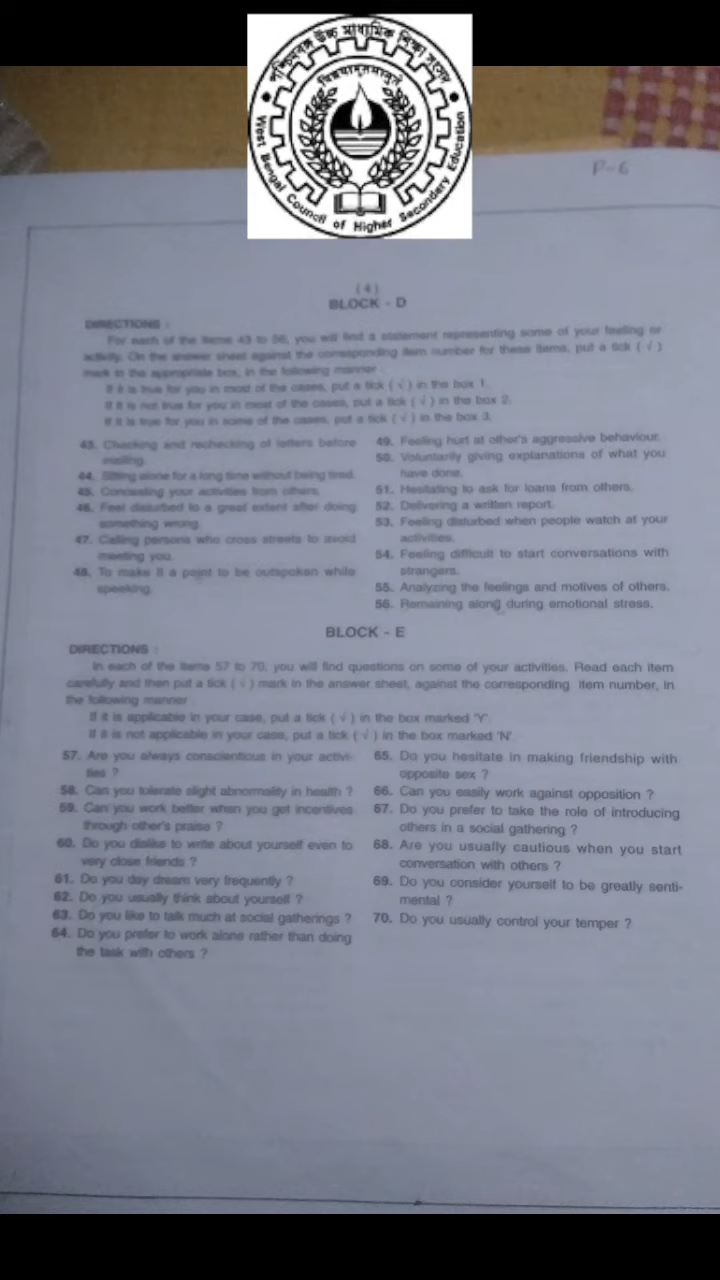 পশ্চিমবঙ্গ উচ্চ মাধ্যমিক শিক্ষা সংসদ
বিদ্যয়ামৃতমশ্নুতে
West Bengal Council of Higher Secondary Education
P-6
(4)
BLOCK - D
DIRECTIONS :
For each of the items 43 to 56, you will find a statement representing some of your feeling or
activity. On the answer sheet against the corresponding item number for these items, put a tick ( √ )
mark in the appropriate box, in the following manner :
If it is true for you in most of the cases, put a tick ( √ ) in the box 1.
If it is not true for you in most of the cases, put a tick ( √ ) in the box 2.
If it is true for you in some of the cases, put a tick ( √ ) in the box 3.
43. Checking and rechecking of letters before
mailing.
44. Sitting alone for a long time without being tired.
45. Concealing your activities from others.
46. Feel disturbed to a great extent after doing
something wrong.
47. Calling persons who cross streets to avoid
meeting you.
48. To make it a point to be outspoken while
speaking.
49. Feeling hurt at other's aggressive behaviour.
50. Voluntarily giving explanations of what you
have done.
51. Hesitating to ask for loans from others.
52. Delivering a written report.
53. Feeling disturbed when people watch at your
activities.
54. Feeling difficult to start conversations with
strangers.
55. Analyzing the feelings and motives of others.
56. Remaining along during emotional stress.
BLOCK - E
DIRECTIONS :
In each of the items 57 to 70, you will find questions on some of your activities. Read each item
carefully and then put a tick ( √ ) mark in the answer sheet, against the corresponding item number, in
the following manner :
If it is applicable in your case, put a tick ( √ ) in the box marked 'Y'.
If it is not applicable in your case, put a tick ( √ ) in the box marked 'N'.
57. Are you always conscientious in your activi-
ties ?
58. Can you tolerate slight abnormality in health ?
59. Can you work better when you get incentives
through other's praise ?
60. Do you dislike to write about yourself even to
very close friends ?
61. Do you day dream very frequently ?
62. Do you usually think about yourself ?
63. Do you like to talk much at social gatherings ?
64. Do you prefer to work alone rather than doing
the task with others ?
65. Do you hesitate in making friendship with
opposite sex ?
66. Can you easily work against opposition ?
67. Do you prefer to take the role of introducing
others in a social gathering ?
68. Are you usually cautious when you start
conversation with others ?
69. Do you consider yourself to be greatly senti-
mental ?
70. Do you usually control your temper ?